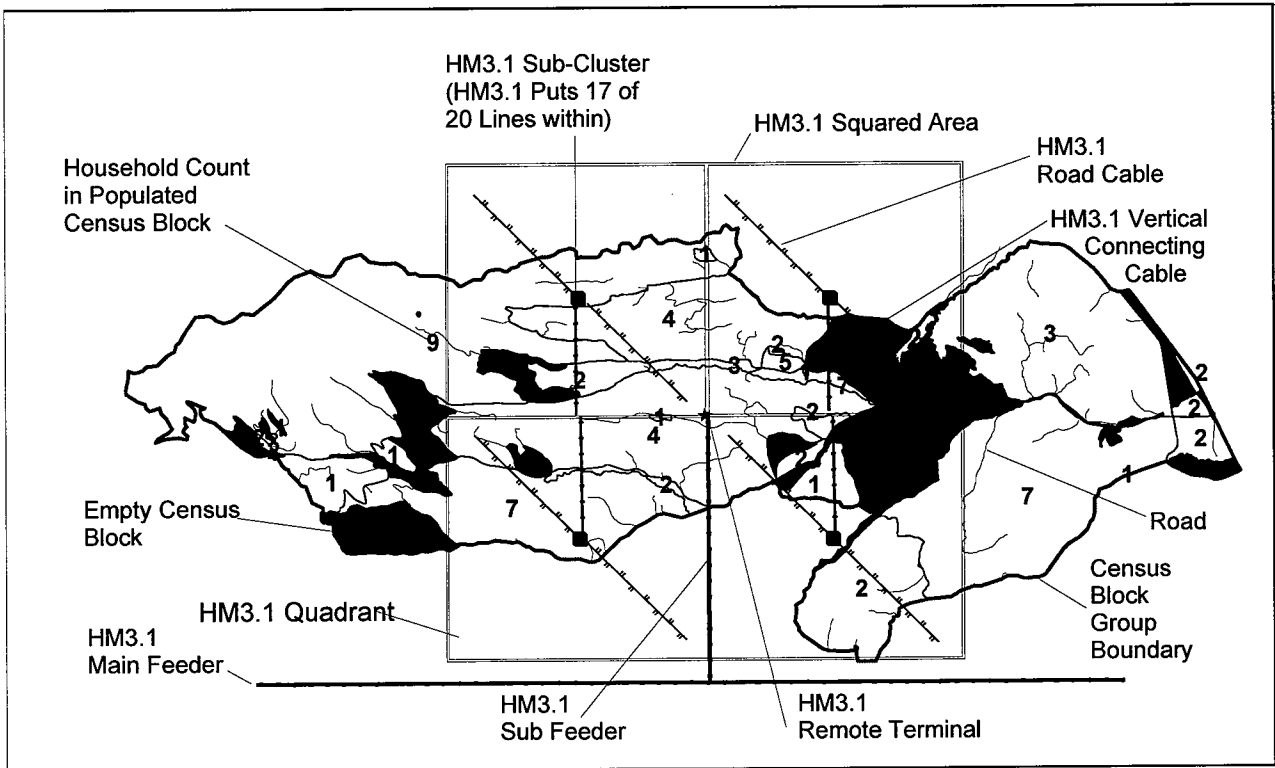 HM3.1 Sub-Cluster
(HM3.1 Puts 17 of
20 Lines within)
HM3.1 Squared Area
HM3.1
Road Cable
Household Count
in Populated
Census Block
HM3.1 Vertical
Connecting
Cable
1
4
3
9
2
5
3
2
7
2
2
1
4
2
2
1
2
1
1
7
2
1
7
Empty Census
Block
Road
2
Census
Block
Group
Boundary
HM3.1 Quadrant
HM3.1
Main Feeder
HM3.1
Sub Feeder
HM3.1
Remote Terminal